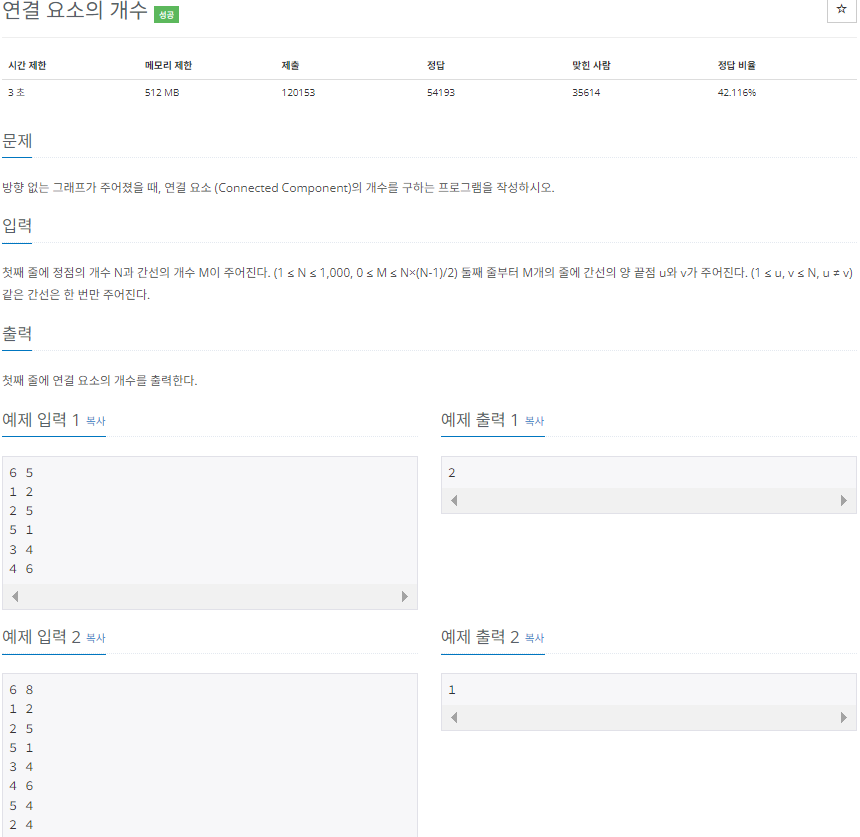 연결 요소의 개수 성공
☆
시간 제한 메모리 제한 제출 정답 맞힌 사람 정답 비율
3 초 512 MB 120153 54193 35614 42.116%
문제
방향 없는 그래프가 주어졌을 때, 연결 요소 (Connected Component)의 개수를 구하는 프로그램을 작성하시오.
입력
첫째 줄에 정점의 개수 N과 간선의 개수 M이 주어진다. (1 ≤ N ≤ 1,000, 0 ≤ M ≤ N×(N-1)/2) 둘째 줄부터 M개의 줄에 간선의 양 끝점 u와 v가 주어진다. (1 ≤ u, v ≤ N, u ≠ v)
같은 간선은 한 번만 주어진다.
출력
첫째 줄에 연결 요소의 개수를 출력한다.
예제 입력 1 복사
6 5
1 2
2 5
5 1
3 4
4 6
예제 출력 1 복사
2
예제 입력 2 복사
6 8
1 2
2 5
5 1
3 4
4 6
5 4
2 4
예제 출력 2 복사
1